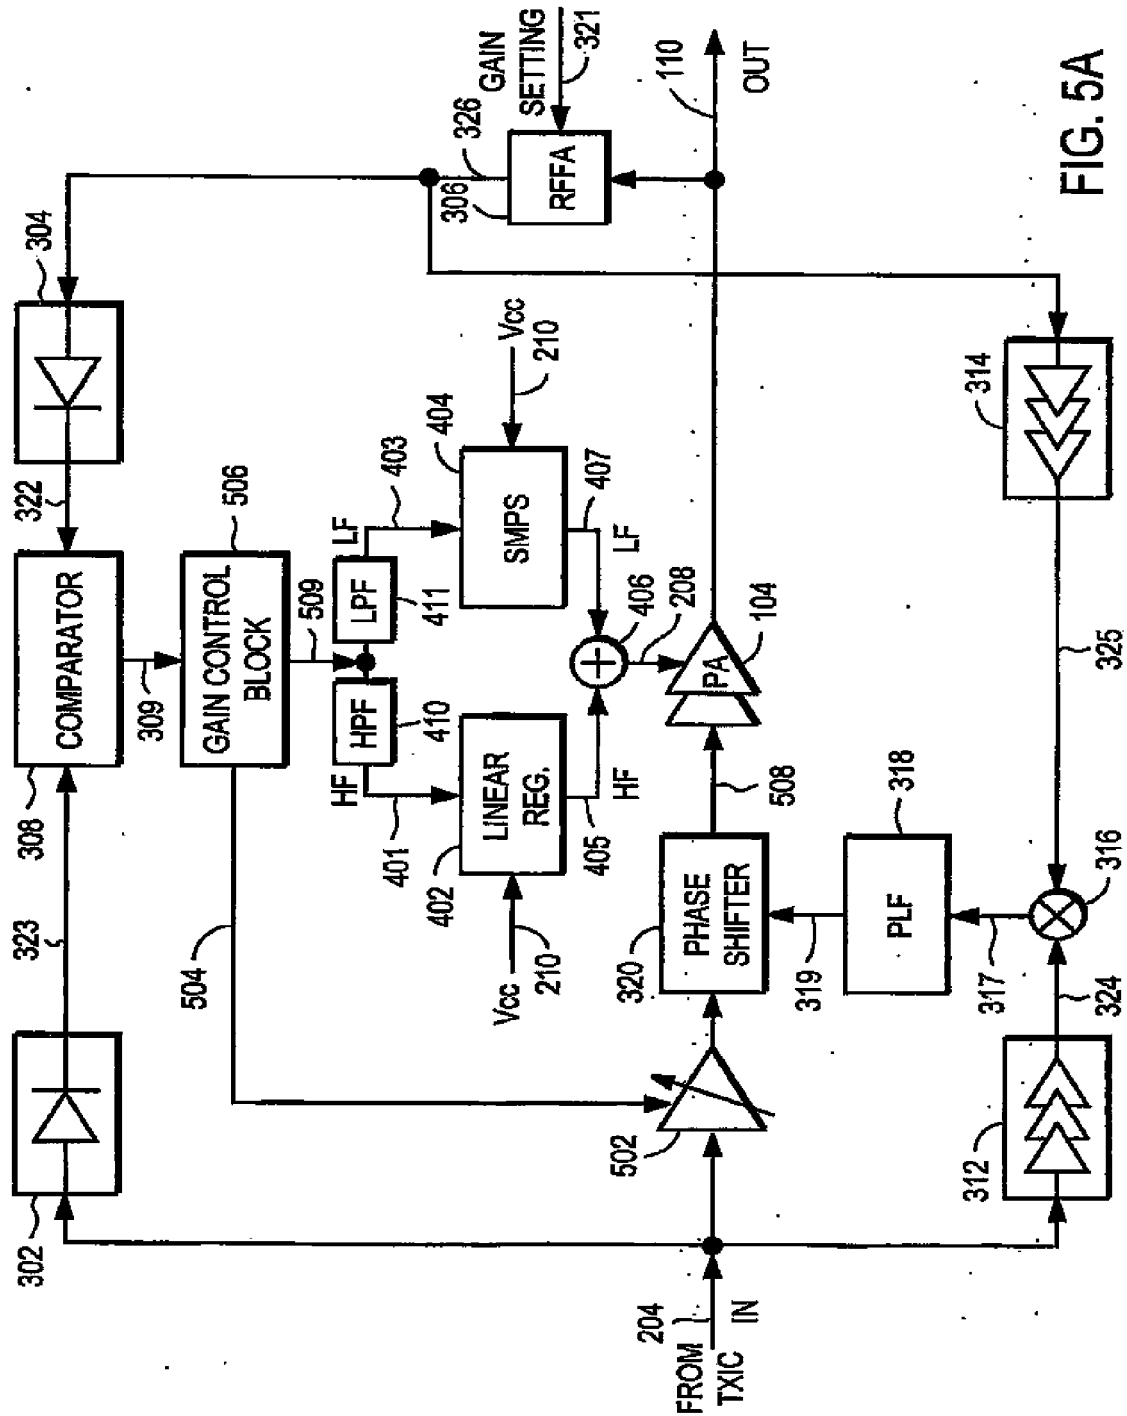 302
323
308
COMPARATOR
322
304
309
504
GAIN CONTROL
BLOCK
506
509
HF
HPF
410
LPF
411
LF
401
403
Vcc
210
402
LINEAR
REG.
405
HF
404
SMPS
407
LF
Vcc
210
406
208
306
326
RFFA
GAIN
SETTING
321
FROM
TXIC
204
IN
502
320
PHASE
SHIFTER
508
PA
104
110
OUT
319
PLF
318
317
312
324
316
325
314
FIG. 5A